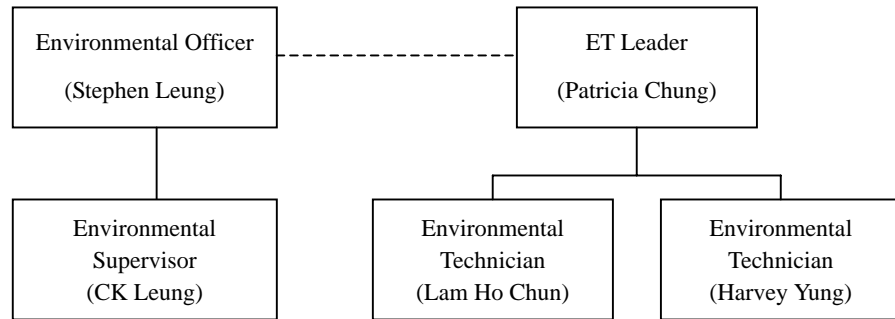 Environmental Officer
(Stephen Leung)
ET Leader
(Patricia Chung)
Environmental
Supervisor
(CK Leung)
Environmental
Technician
(Lam Ho Chun)
Environmental
Technician
(Harvey Yung)